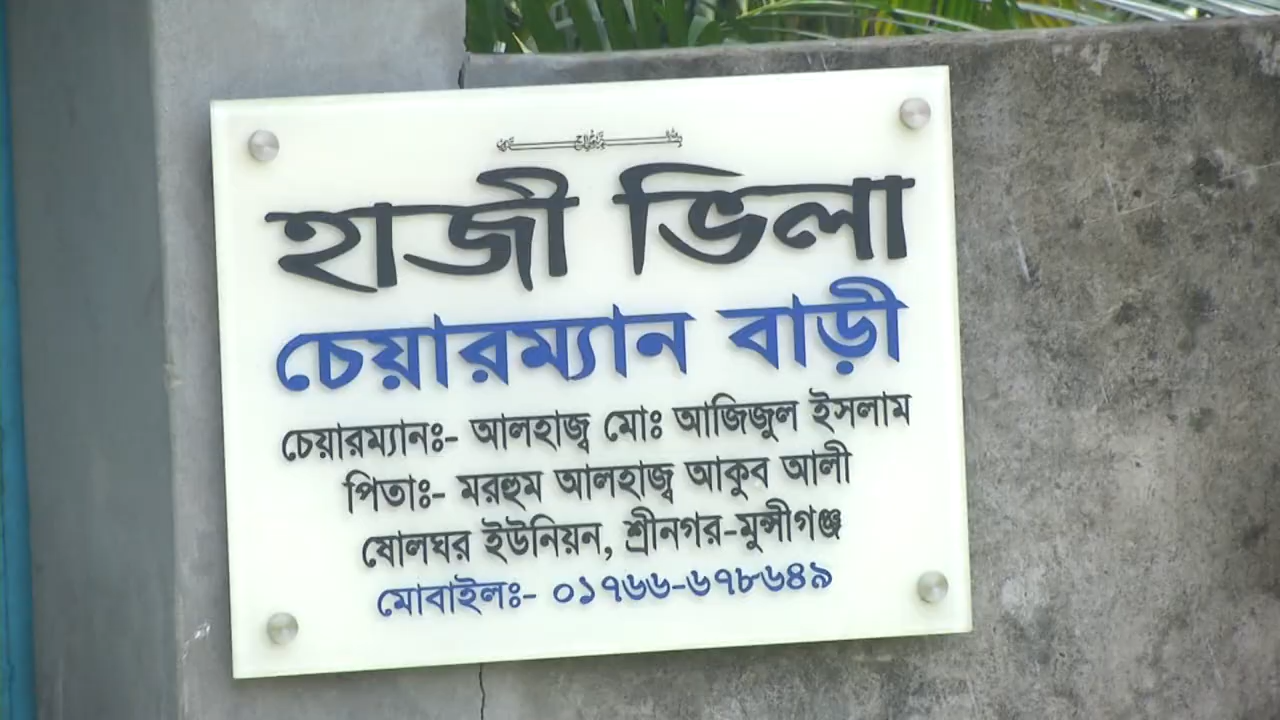 হাজী ভিলা
চেয়ারম্যান বাড়ী
চেয়ারম্যানঃ- আলহাজ্ব মোঃ আজিজুল ইসলাম
পিতাঃ- মরহুম আলহাজ্ব আকুব আলী
ষোলঘর ইউনিয়ন, শ্রীনগর-মুন্সীগঞ্জ
মোবাইলঃ- ০১৭৬৬-৬৭৮৬৪৯